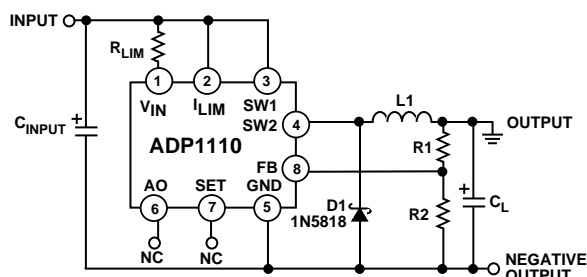 INPUT
RLIM
1
2
3
VIN
ILIM
SW1
CINPUT
+
SW2
4
L1
OUTPUT
ADP1110
R1
FB
8
AO
SET
GND
D1
1N5818
+
CL
R2
6
7
5
NC
NC
NEGATIVE
OUTPUT